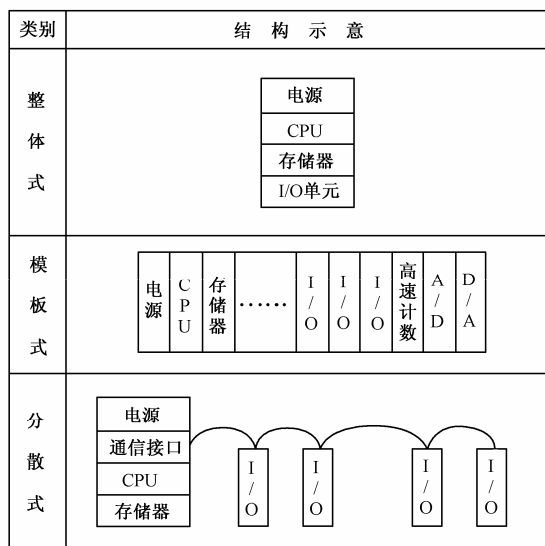 类别
结 构 示 意
整体式
电源
CPU
存储器
I/O单元
模板式
电源
CPU
存储器
……
I/O
I/O
I/O
高速计数
A/D
D/A
分散式
电源
通信接口
CPU
存储器
I/O
I/O
I/O
I/O